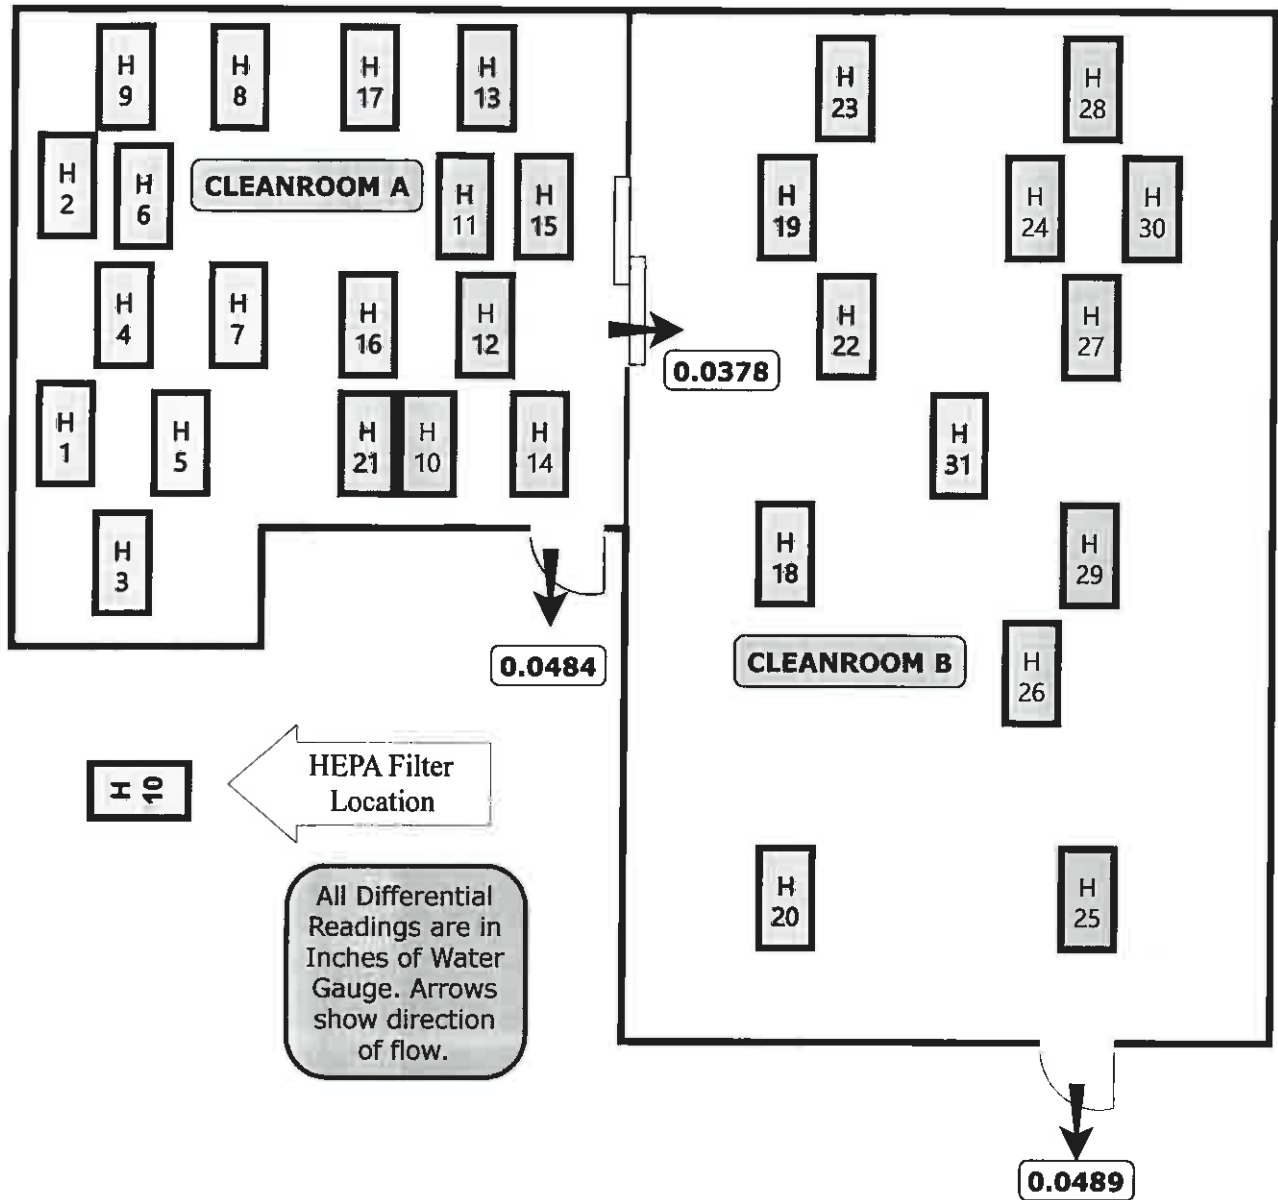 H
9
H
8
H
17
H
13
H
23
H
28
H
2
H
6
CLEANROOM A
H
11
H
15
H
19
H
24
H
30
H
4
H
7
H
16
H
12
H
22
H
27
0.0378
H
1
H
5
H
21
H
10
H
14
H
31
H
3
H
18
H
29
0.0484
CLEANROOM B
H
26
H
10
HEPA Filter
Location
All Differential
Readings are in
Inches of Water
Gauge. Arrows
show direction
of flow.
H
20
H
25
0.0489